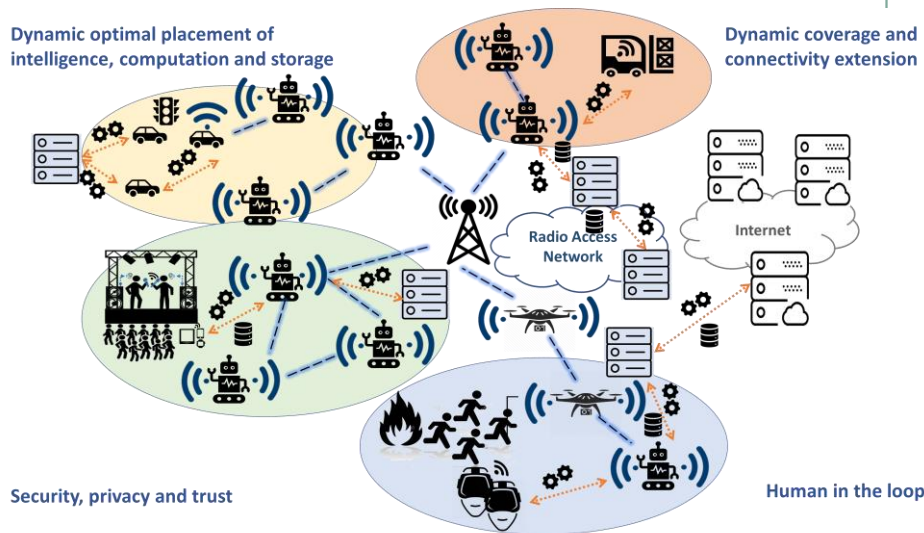 Dynamic optimal placement of
intelligence, computation and storage
Dynamic coverage and
connectivity extension
Radio Access
Network
Internet
Security, privacy and trust
Human in the loop